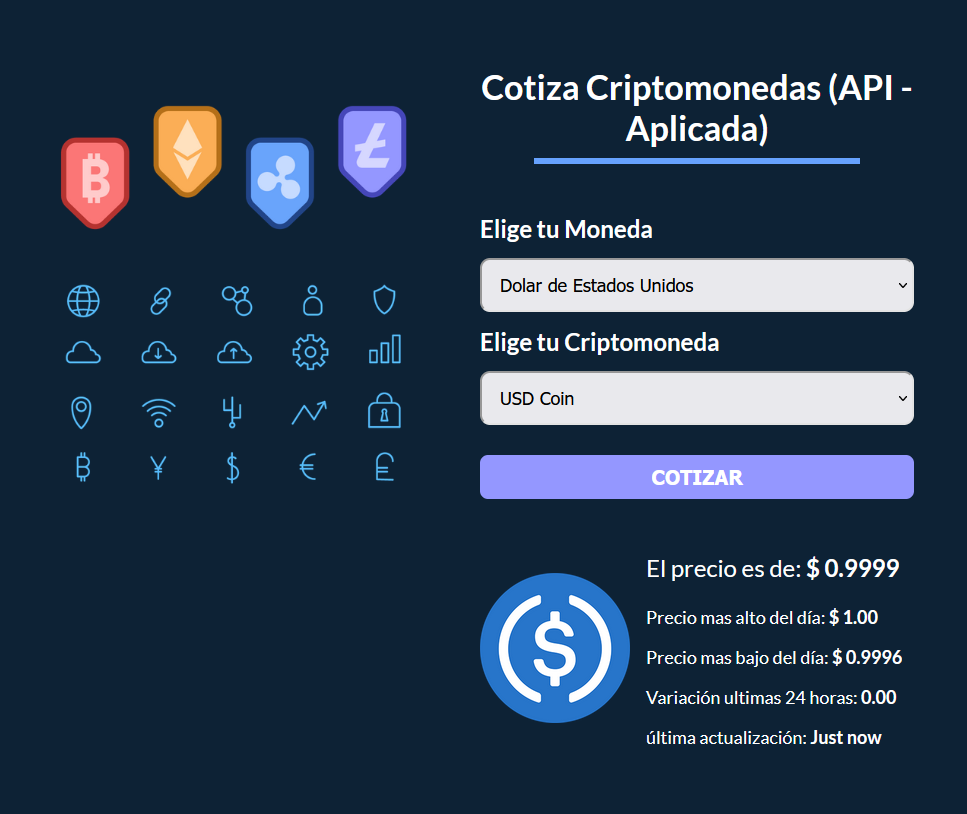 Cotiza Criptomonedas (API -
Aplicada)
Elige tu Moneda
Dolar de Estados Unidos
Elige tu Criptomoneda
USD Coin
COTIZAR
El precio es de: $ 0.9999
Precio mas alto del día: $ 1.00
Precio mas bajo del día: $ 0.9996
Variación ultimas 24 horas: 0.00
última actualización: Just now